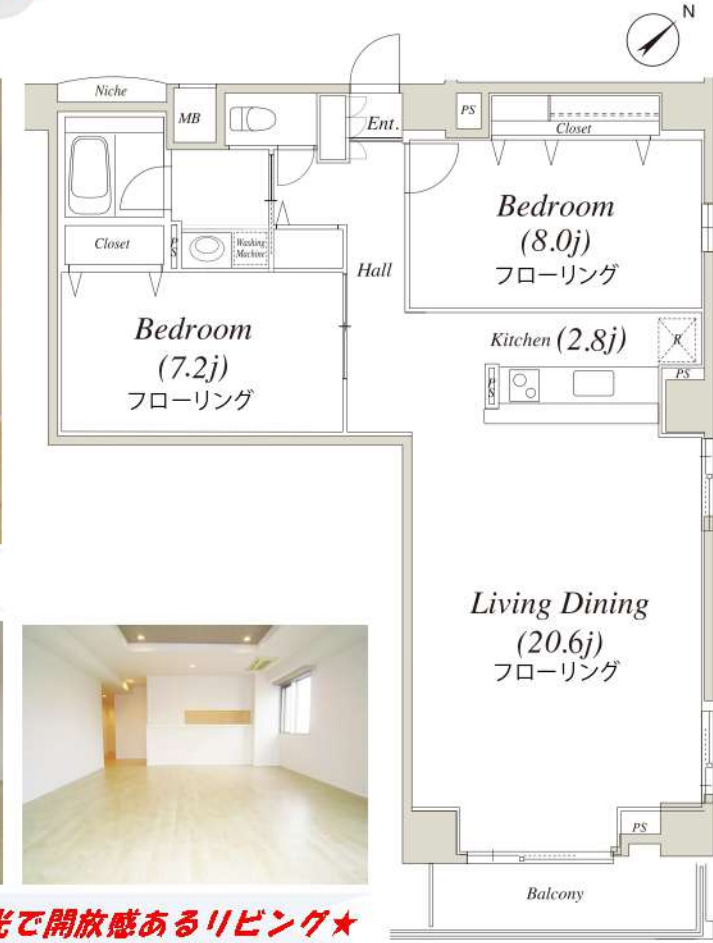 N
Niche
MB
Ent.
PS
Closet
Bedroom
(8.0j)
フローリング
Closet
PS
Washing
Machine
Hall
Bedroom
(7.2j)
フローリング
Kitchen (2.8j)
R
PS
PS
Living Dining
(20.6j)
フローリング
PS
Balcony
光で開放感あるリビング★